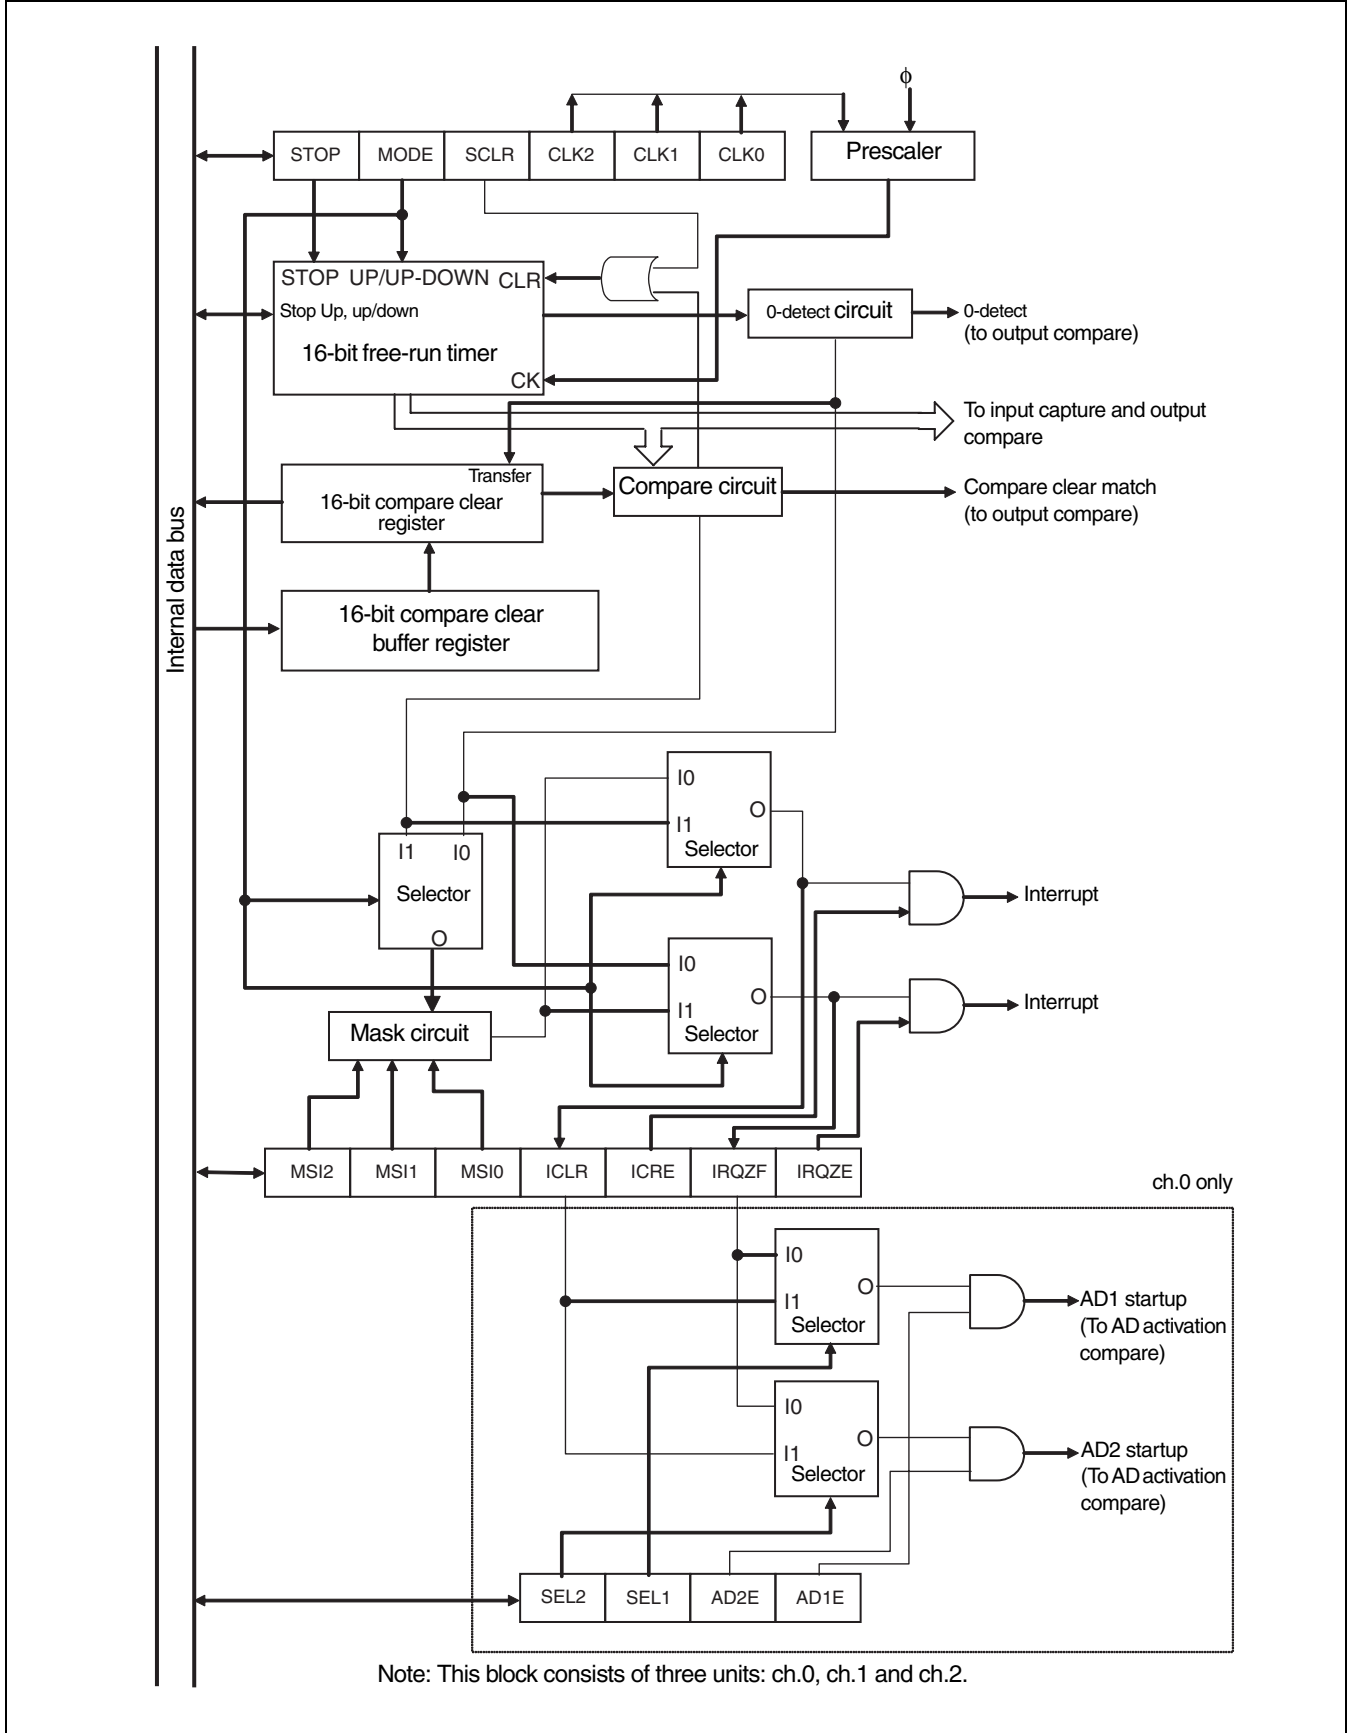 ϕ
STOP MODE SCLR CLK2 CLK1 CLK0 Prescaler
STOP UP/UP-DOWN CLR
Stop Up, up/down
16-bit free-run timer
CK
0-detect circuit
0-detect
(to output compare)
To input capture and output
compare
Transfer
16-bit compare clear
register
Compare circuit
Compare clear match
(to output compare)
Internal data bus
16-bit compare clear
buffer register
I0
O
I1
Selector
I1 I0
Selector
O
Interrupt
I0
O
I1
Selector
Interrupt
Mask circuit
MSI2 MSI1 MSI0 ICLR ICRE IRQZF IRQZE
ch.0 only
I0
O
I1
Selector
AD1 startup
(To AD activation
compare)
I0
O
I1
Selector
AD2 startup
(To AD activation
compare)
SEL2 SEL1 AD2E AD1E
Note: This block consists of three units: ch.0, ch.1 and ch.2.